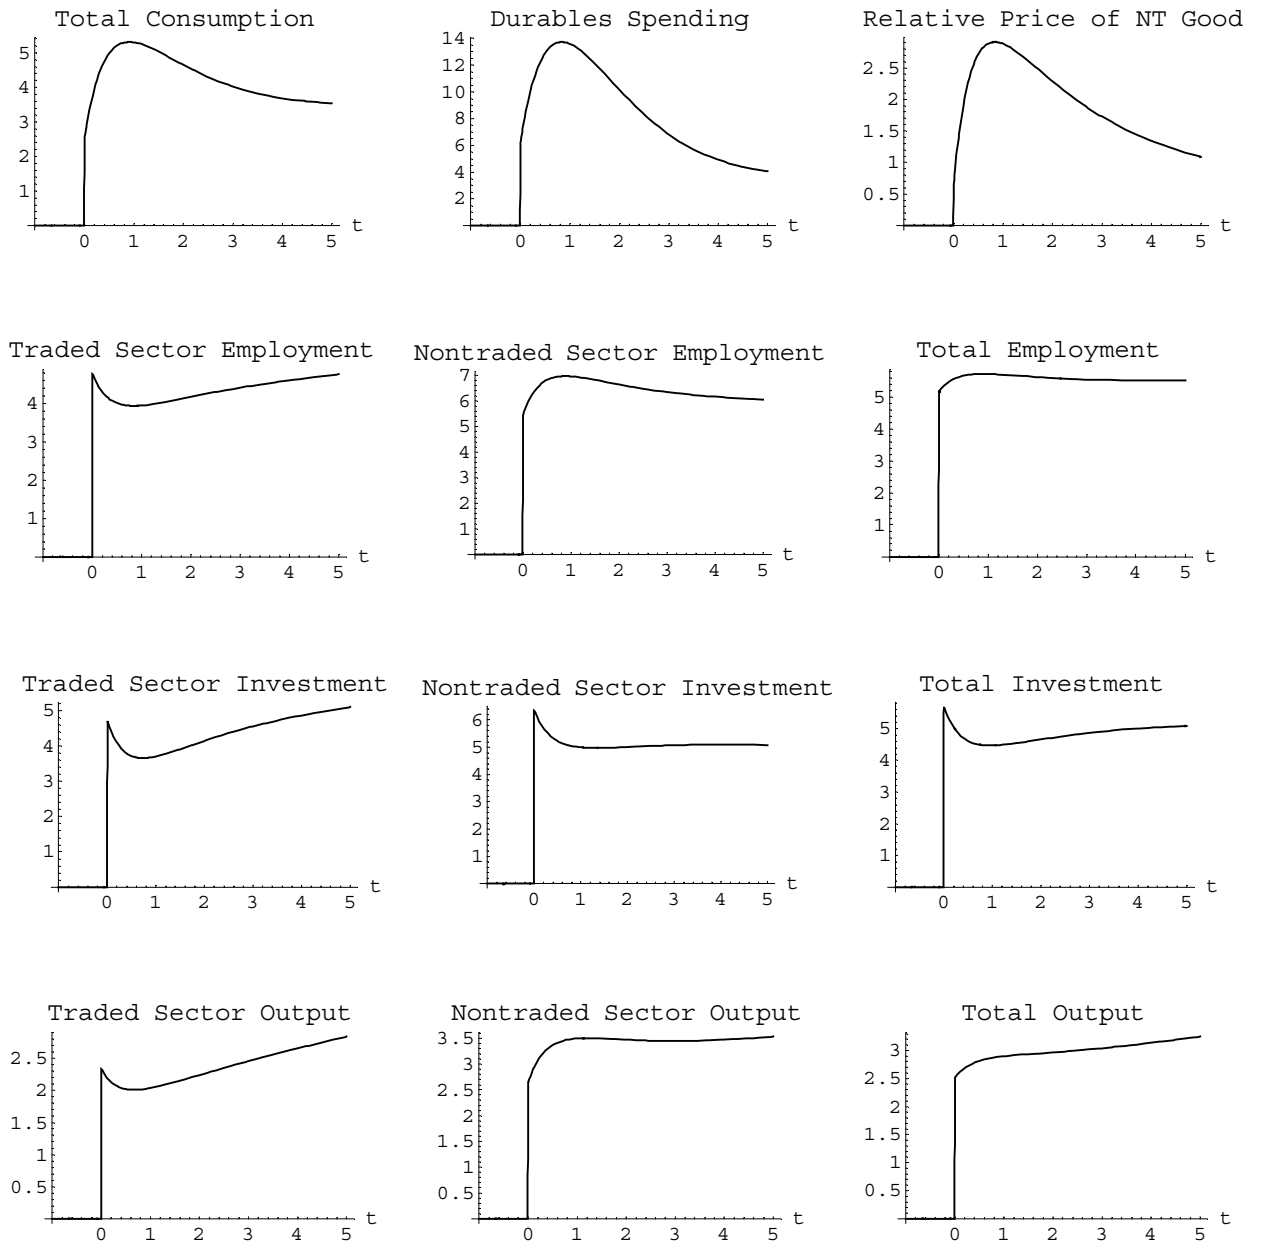 Total Consumption
5
4
3
2
1
0 1 2 3 4 5
t
Durables Spending
14
12
10
8
6
4
2
0 1 2 3 4 5
t
Relative Price of NT Good
2.5
2
1.5
1
0.5
0 1 2 3 4 5
t
Traded Sector Employment
4
3
2
1
0 1 2 3 4 5
t
Nontraded Sector Employment
7
6
5
4
3
2
1
0 1 2 3 4 5
t
Total Employment
5
4
3
2
1
0 1 2 3 4 5
t
Traded Sector Investment
5
4
3
2
1
0 1 2 3 4 5
t
Nontraded Sector Investment
6
5
4
3
2
1
0 1 2 3 4 5
t
Total Investment
5
4
3
2
1
0 1 2 3 4 5
t
Traded Sector Output
2.5
2
1.5
1
0.5
0 1 2 3 4 5
t
Nontraded Sector Output
3.5
3
2.5
2
1.5
1
0.5
0 1 2 3 4 5
t
Total Output
3
2.5
2
1.5
1
0.5
0 1 2 3 4 5
t